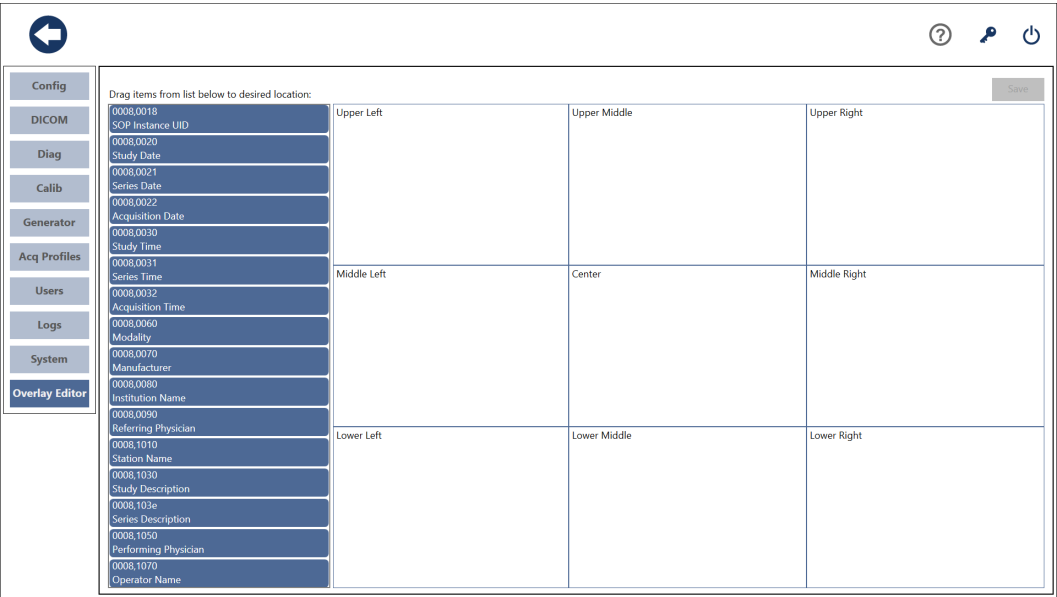 ?
Config
DICOM
Diag
Calib
Generator
Acq Profiles
Users
Logs
System
Overlay Editor
Save
Drag items from list below to desired location:
0008,0018
SOP Instance UID
0008,0020
Study Date
0008,0021
Series Date
0008,0022
Acquisition Date
0008,0030
Study Time
0008,0031
Series Time
0008,0032
Acquisition Time
0008,0060
Modality
0008,0070
Manufacturer
0008,0080
Institution Name
0008,0090
Referring Physician
0008,1010
Station Name
0008,1030
Study Description
0008,103e
Series Description
0008,1050
Performing Physician
0008,1070
Operator Name
Upper Left
Upper Middle
Upper Right
Middle Left
Center
Middle Right
Lower Left
Lower Middle
Lower Right